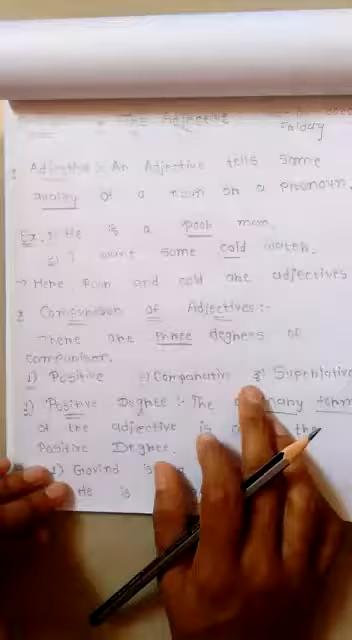 The Adjective
Friday
1 Adjective :- An Adjective tells some
quality of a noun or a Pronoun.
Ex. 1) He is a poor man.
2) I want some cold water.
→ Here Poor and cold are adjectives
2 Comparison of Adjectives :-
There are three degrees of
comparison.
1) Positive 2) Comparative 3) Superlative
1) Positive Degree :- The
of the adjective is the
Positive Degree.
1) Govind is a
He is